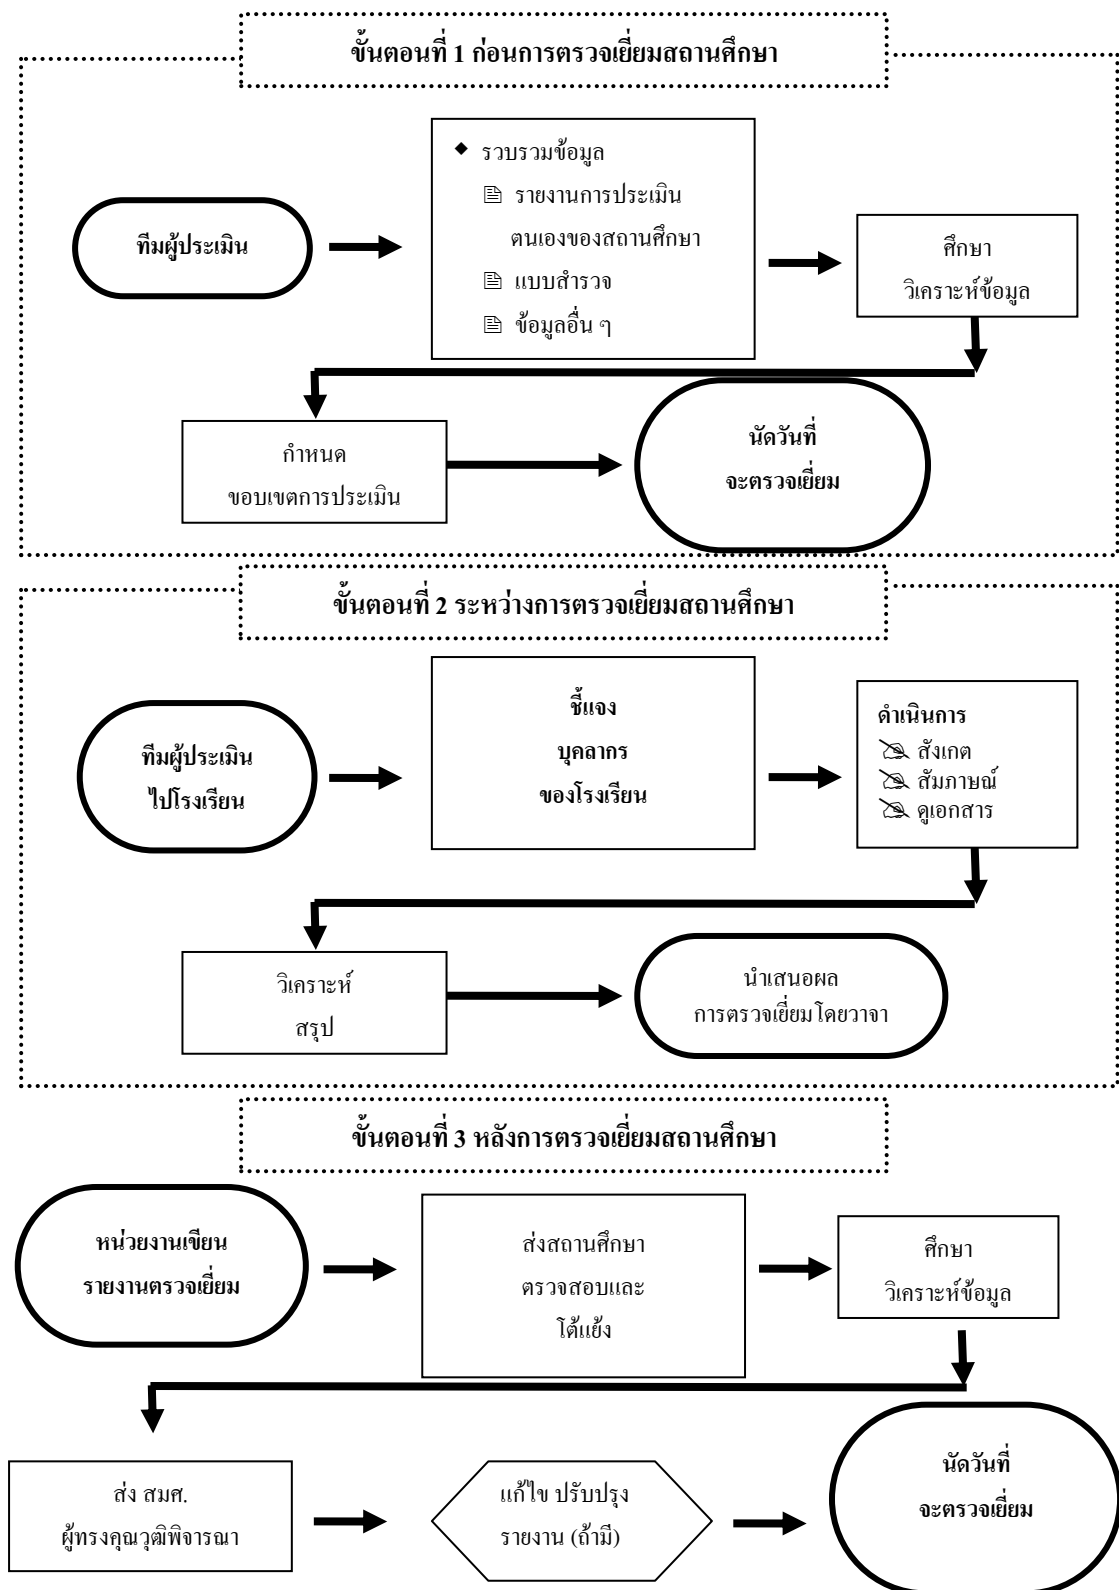 ขั้นตอนที่ 1 ก่อนการตรวจเยี่ยมสถานศึกษา
ทีมผู้ประเมิน
รวบรวมข้อมูล
รายงานการประเมิน
ตนเองของสถานศึกษา
แบบสำรวจ
ข้อมูลอื่น ๆ
ศึกษา
วิเคราะห์ข้อมูล
กำหนด
ขอบเขตการประเมิน
นัดวันที่
จะตรวจเยี่ยม
ขั้นตอนที่ 2 ระหว่างการตรวจเยี่ยมสถานศึกษา
ทีมผู้ประเมิน
ไปโรงเรียน
ชี้แจง
บุคลากร
ของโรงเรียน
ดำเนินการ
สังเกต
สัมภาษณ์
ดูเอกสาร
วิเคราะห์
สรุป
นำเสนอผล
การตรวจเยี่ยมโดยวาจา
ขั้นตอนที่ 3 หลังการตรวจเยี่ยมสถานศึกษา
หน่วยงานเขียน
รายงานตรวจเยี่ยม
ส่งสถานศึกษา
ตรวจสอบและ
โต้แย้ง
ศึกษา
วิเคราะห์ข้อมูล
ส่ง สมศ.
ผู้ทรงคุณวุฒิพิจารณา
แก้ไข ปรับปรุง
รายงาน (ถ้ามี)
นัดวันที่
จะตรวจเยี่ยม